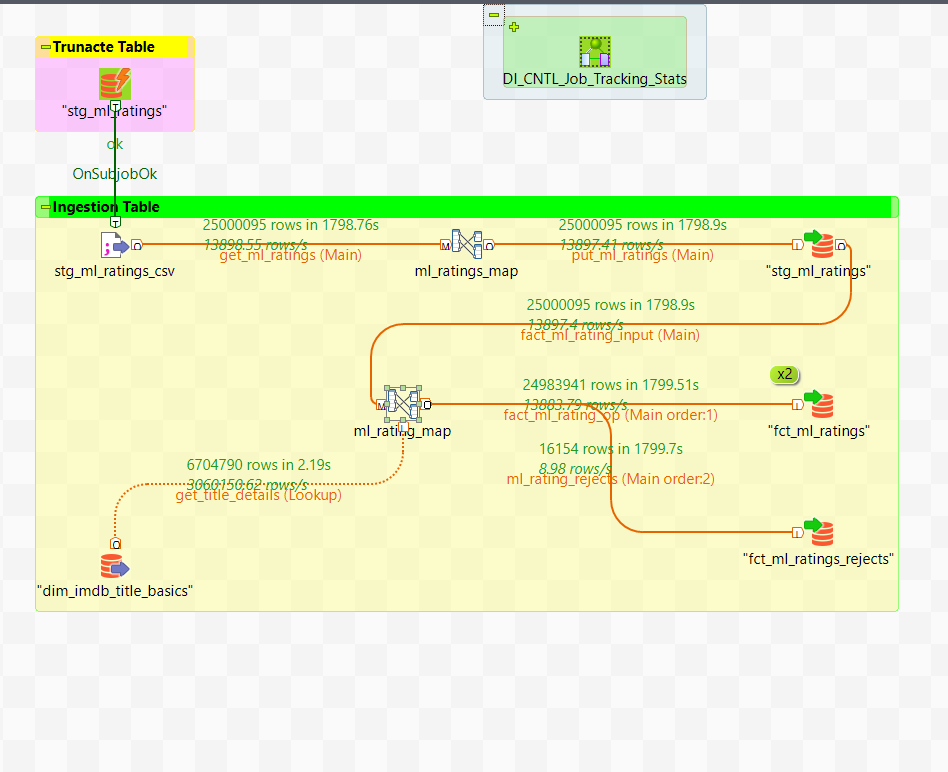 Trunacte Table
"stg_ml_ratings"
ok
OnSubjobOk
DI_CNTL_Job_Tracking_Stats
Ingestion Table
25000095 rows in 1798.76s
13898.55 rows/s
get_ml_ratings (Main)
25000095 rows in 1798.9s
13897.41 rows/s
put_ml_ratings (Main)
stg_ml_ratings_csv
ml_ratings_map
"stg_ml_ratings"
25000095 rows in 1798.9s
13897.4 rows/s
fact_ml_rating_input (Main)
x2
24983941 rows in 1799.51s
13883.79 rows/s
fact_ml_rating_op (Main order:1)
ml_rating_map
"fct_ml_ratings"
16154 rows in 1799.7s
8.98 rows/s
ml_rating_rejects (Main order:2)
6704790 rows in 2.19s
3060150.62 rows/s
get_title_details (Lookup)
"fct_ml_ratings_rejects"
"dim_imdb_title_basics"